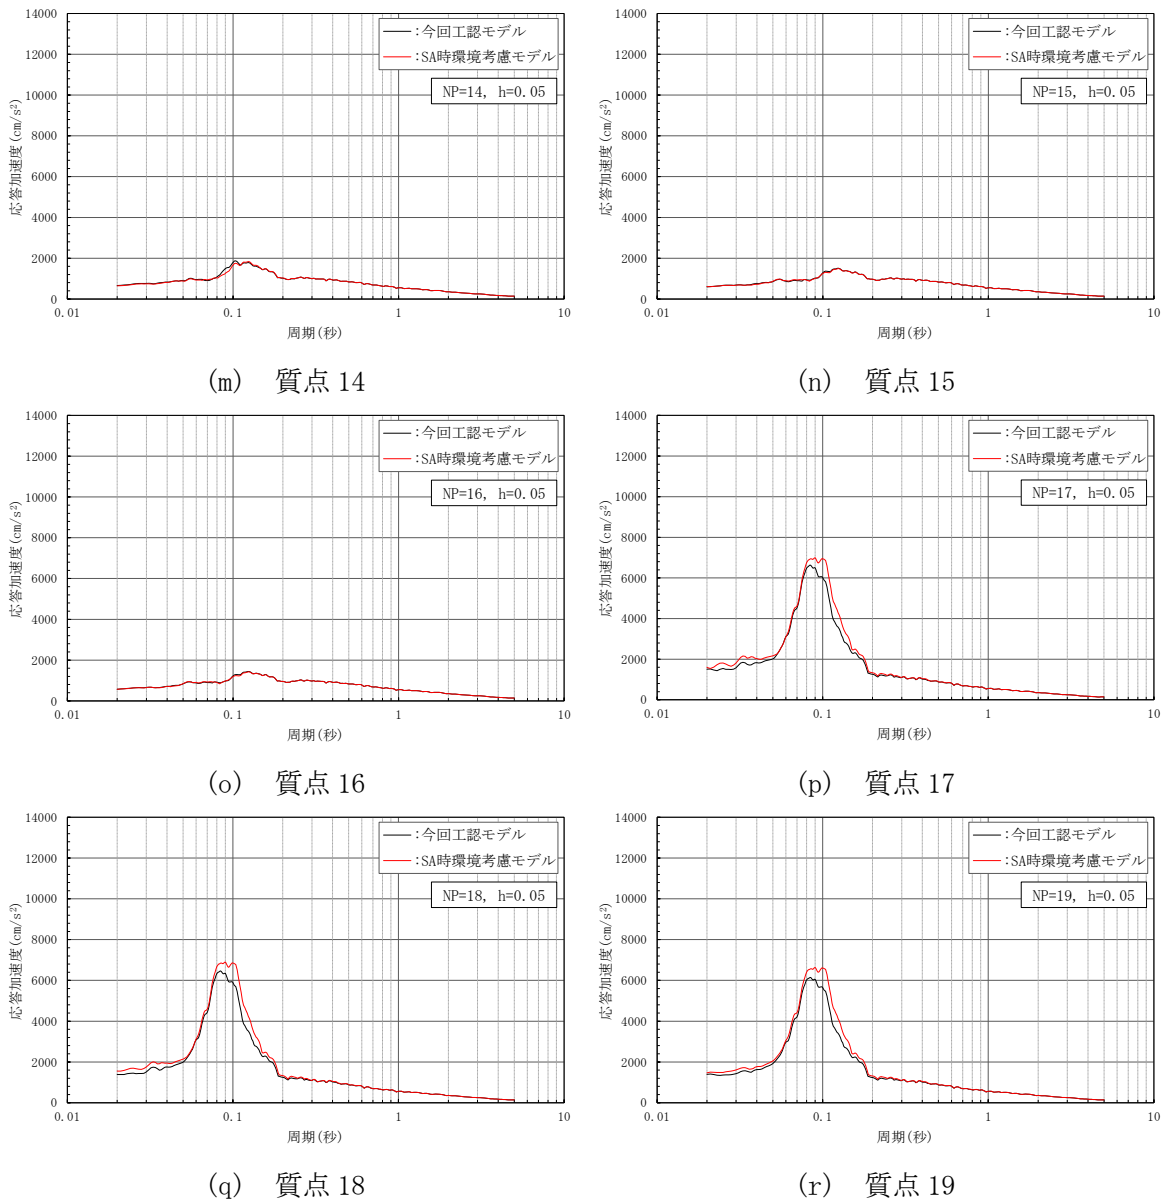 14000
12000
10000
8000
6000
4000
2000
0
応答加速度(cm/s²)
:今回工認モデル
:SA時環境考慮モデル
NP=14, h=0.05
0.01
0.1
1
10
周期(秒)
(m) 質点 14
14000
12000
10000
8000
6000
4000
2000
0
応答加速度(cm/s²)
:今回工認モデル
:SA時環境考慮モデル
NP=15, h=0.05
0.01
0.1
1
10
周期(秒)
(n) 質点 15
14000
12000
10000
8000
6000
4000
2000
0
応答加速度(cm/s²)
:今回工認モデル
:SA時環境考慮モデル
NP=16, h=0.05
0.01
0.1
1
10
周期(秒)
(o) 質点 16
14000
12000
10000
8000
6000
4000
2000
0
応答加速度(cm/s²)
:今回工認モデル
:SA時環境考慮モデル
NP=17, h=0.05
0.01
0.1
1
10
周期(秒)
(p) 質点 17
14000
12000
10000
8000
6000
4000
2000
0
応答加速度(cm/s²)
:今回工認モデル
:SA時環境考慮モデル
NP=18, h=0.05
0.01
0.1
1
10
周期(秒)
(q) 質点 18
14000
12000
10000
8000
6000
4000
2000
0
応答加速度(cm/s²)
:今回工認モデル
:SA時環境考慮モデル
NP=19, h=0.05
0.01
0.1
1
10
周期(秒)
(r) 質点 19